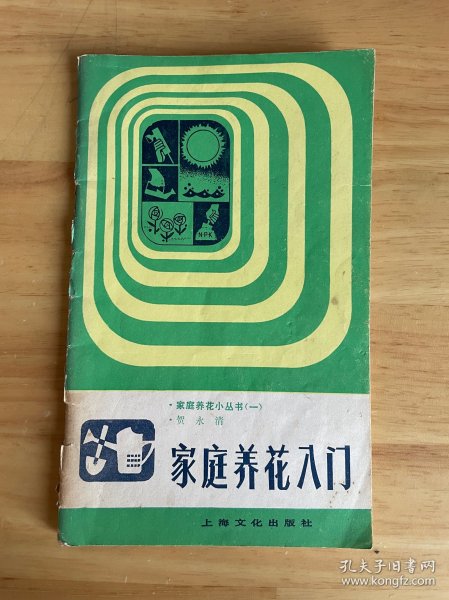 N-P-K
·家庭养花小丛书(一)
·贺永清
家庭养花入门
上海文化出版社
孔夫子旧书网
www.kongfz.com